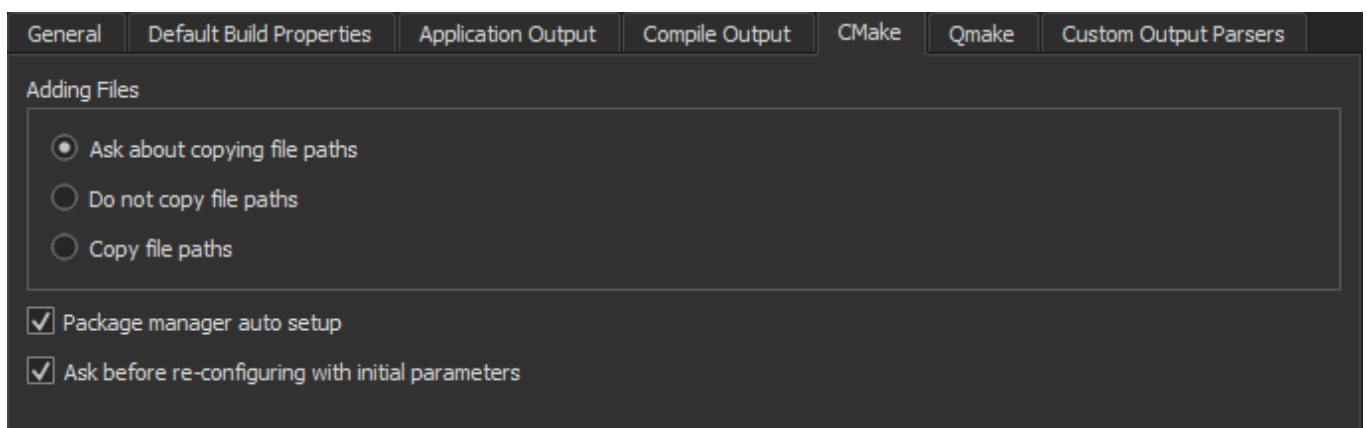 General Default Build Properties Application Output Compile Output CMake Qmake Custom Output Parsers
Adding Files
Ask about copying file paths
Do not copy file paths
Copy file paths
Package manager auto setup
Ask before re-configuring with initial parameters